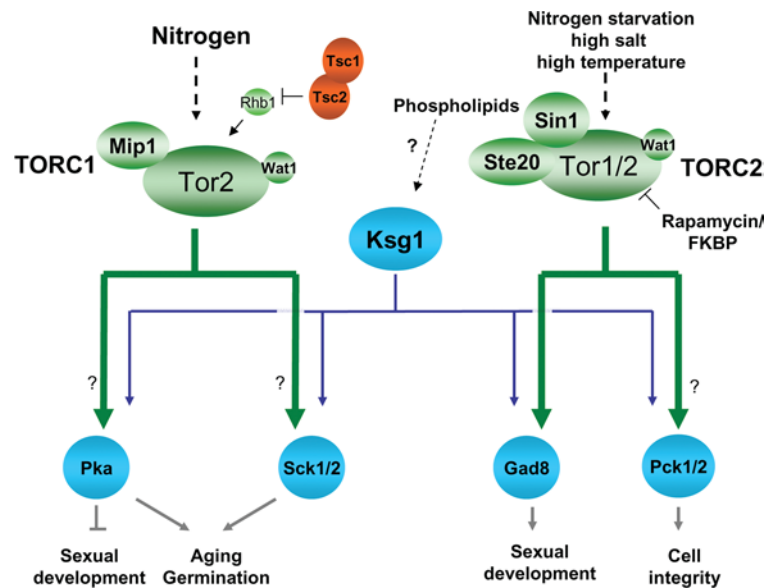 Nitrogen starvation
high salt
high temperature
Nitrogen
Tsc1
Tsc2
Rhb1
Phospholipids
Sin1
Mip1
TORC1
Tor2
Wat1
?
Ste20
Tor1/2
Wat1
TORC2
Rapamycin/
FKBP
Ksg1
?
?
?
Pka
Sck1/2
Gad8
Pck1/2
Sexual
development
Aging
Germination
Sexual
development
Cell
integrity